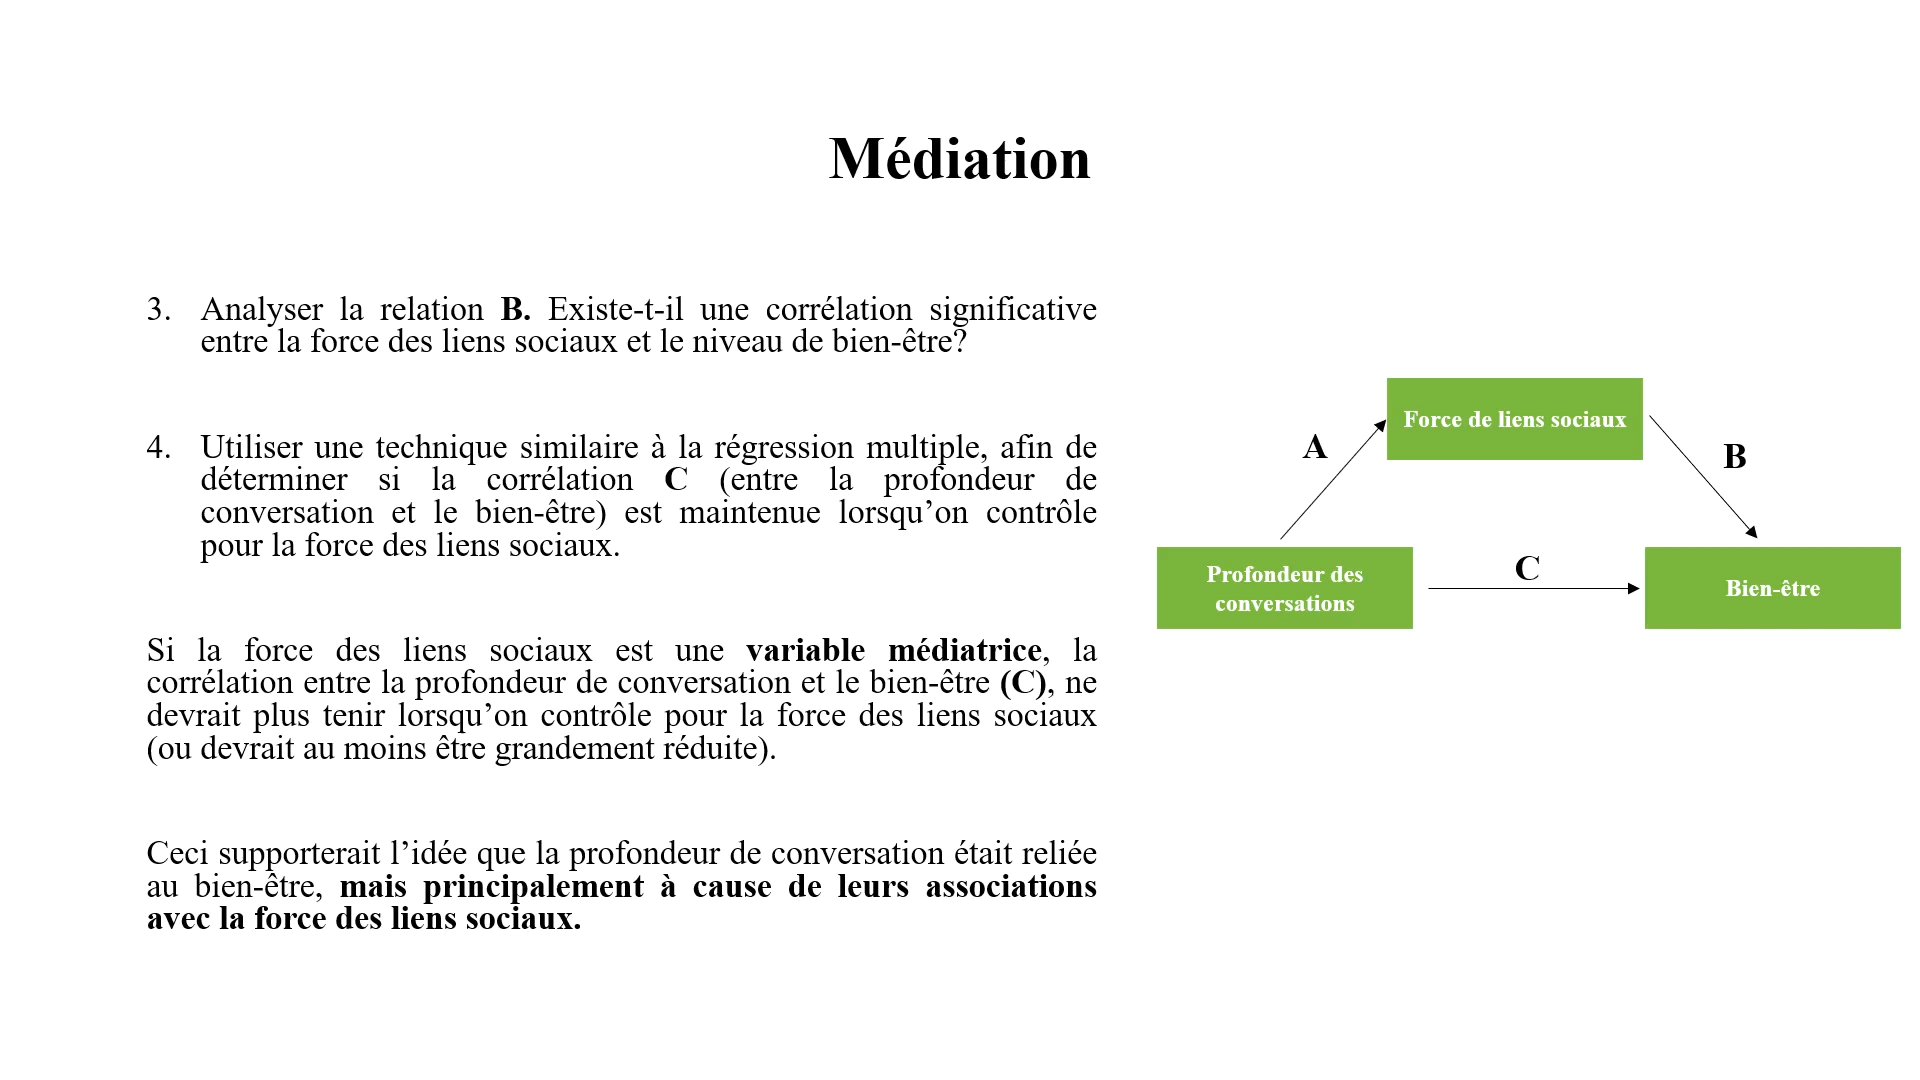 Médiation
3. Analyser la relation B. Existe-t-il une corrélation significative
entre la force des liens sociaux et le niveau de bien-être?
4. Utiliser une technique similaire à la régression multiple, afin de
déterminer si la corrélation C (entre la profondeur de
conversation et le bien-être) est maintenue lorsqu’on contrôle
pour la force des liens sociaux.
Si la force des liens sociaux est une variable médiatrice, la
corrélation entre la profondeur de conversation et le bien-être (C), ne
devrait plus tenir lorsqu’on contrôle pour la force des liens sociaux
(ou devrait au moins être grandement réduite).
Ceci supporterait l’idée que la profondeur de conversation était reliée
au bien-être, mais principalement à cause de leurs associations
avec la force des liens sociaux.
Force de liens sociaux
A
B
C
Profondeur des
conversations
Bien-être